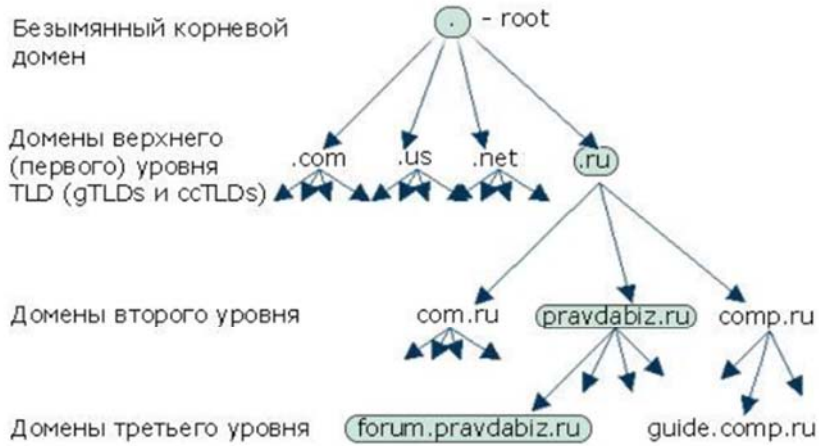 Безымянный корневой
домен
. - root
Домены верхнего
(первого) уровня
TLD (gTLDs и ccTLDs)
.com .us .net .ru
Домены второго уровня
com.ru pravdabiz.ru comp.ru
Домены третьего уровня
forum.pravdabiz.ru guide.comp.ru